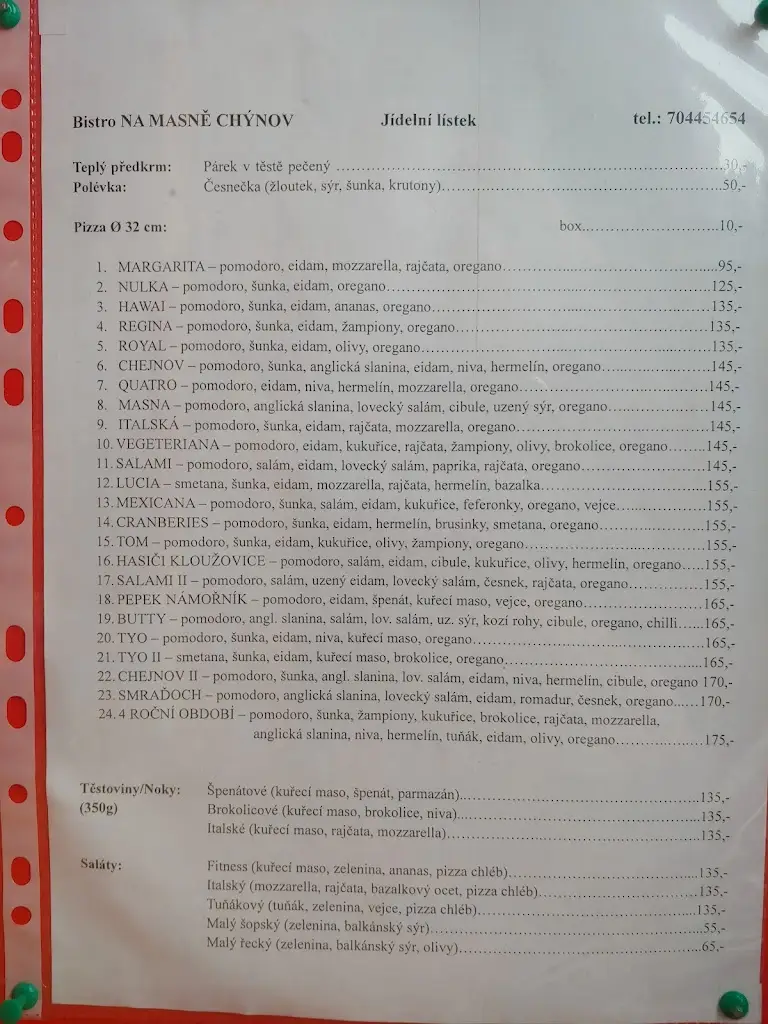 Bistro NA MASNĚ CHÝNOV Jídelní lístek tel.: 704454654
Teplý předkrm: Párek v těstě pečený ................................................................30,-
Polévka: Česnečka (žloutek, sýr, šunka, krutony)................................................50,-
Pizza Ø 32 cm: box................................10,-
1. MARGARITA – pomodoro, eidam, mozzarella, rajčata, oregano................................95,-
2. NULKA – pomodoro, šunka, eidam, oregano................................125,-
3. HAWAI – pomodoro, šunka, eidam, ananas, oregano................................135,-
4. REGINA – pomodoro, šunka, eidam, žampiony, oregano................................135,-
5. ROYAL – pomodoro, šunka, eidam, olivy, oregano................................135,-
6. CHEJNOV – pomodoro, šunka, anglická slanina, eidam, niva, hermelín, oregano................145,-
7. QUATRO – pomodoro, eidam, niva, hermelín, mozzarella, oregano................................145,-
8. MASNA – pomodoro, anglická slanina, lovecký salám, cibule, uzený sýr, oregano................145,-
9. ITALSKÁ – pomodoro, šunka, eidam, rajčata, mozzarella, oregano................................145,-
10. VEGETERIANA – pomodoro, eidam, kukuřice, rajčata, žampiony, olivy, brokolice, oregano........145,-
11. SALAMI – pomodoro, salám, eidam, lovecký salám, paprika, rajčata, oregano................145,-
12. LUCIA – smetana, šunka, eidam, mozzarella, rajčata, hermelín, bazalka................155,-
13. MEXICANA – pomodoro, šunka, salám, eidam, kukuřice, feferonky, oregano, vejce........155,-
14. CRANBERIES – pomodoro, šunka, eidam, hermelín, brusinky, smetana, oregano................155,-
15. TOM – pomodoro, šunka, eidam, kukuřice, olivy, žampiony, oregano................155,-
16. HASIČI KLOUŽOVICE – pomodoro, salám, eidam, cibule, kukuřice, olivy, hermelín, oregano.....155,-
17. SALAMI II – pomodoro, salám, uzený eidam, lovecký salám, česnek, rajčata, oregano........155,-
18. PEPEK NÁMOŘNÍK – pomodoro, eidam, špenát, kuřecí maso, vejce, oregano................165,-
19. BUTTY – pomodoro, angl. slanina, salám, lov. salám, uz. sýr, kozí rohy, cibule, oregano, chilli.....165,-
20. TYO – pomodoro, šunka, eidam, niva, kuřecí maso, oregano................................165,-
21. TYO II – smetana, šunka, eidam, kuřecí maso, brokolice, oregano................................165,-
22. CHEJNOV II – pomodoro, šunka, angl. slanina, lov. salám, eidam, niva, hermelín, cibule, oregano 170,-
23. SMRAĎOCH – pomodoro, anglická slanina, lovecký salám, eidam, romadur, česnek, oregano......170,-
24. 4 ROČNÍ OBDOBÍ – pomodoro, šunka, žampiony, kukuřice, brokolice, rajčata, mozzarella,
anglická slanina, niva, hermelín, tuňák, eidam, olivy, oregano................175,-
Těstoviny/Noky: Špenátové (kuřecí maso, špenát, parmazán)................................135,-
(350g) Brokolicové (kuřecí maso, brokolice, niva)................................135,-
Italské (kuřecí maso, rajčata, mozzarella)................................135,-
Saláty: Fitness (kuřecí maso, zelenina, ananas, pizza chléb)................................135,-
Italský (mozzarella, rajčata, bazalkový ocet, pizza chléb)................................135,-
Tuňákový (tuňák, zelenina, vejce, pizza chléb)................................135,-
Malý šopský (zelenina, balkánský sýr)................................55,-
Malý řecký (zelenina, balkánský sýr, olivy)................................65,-